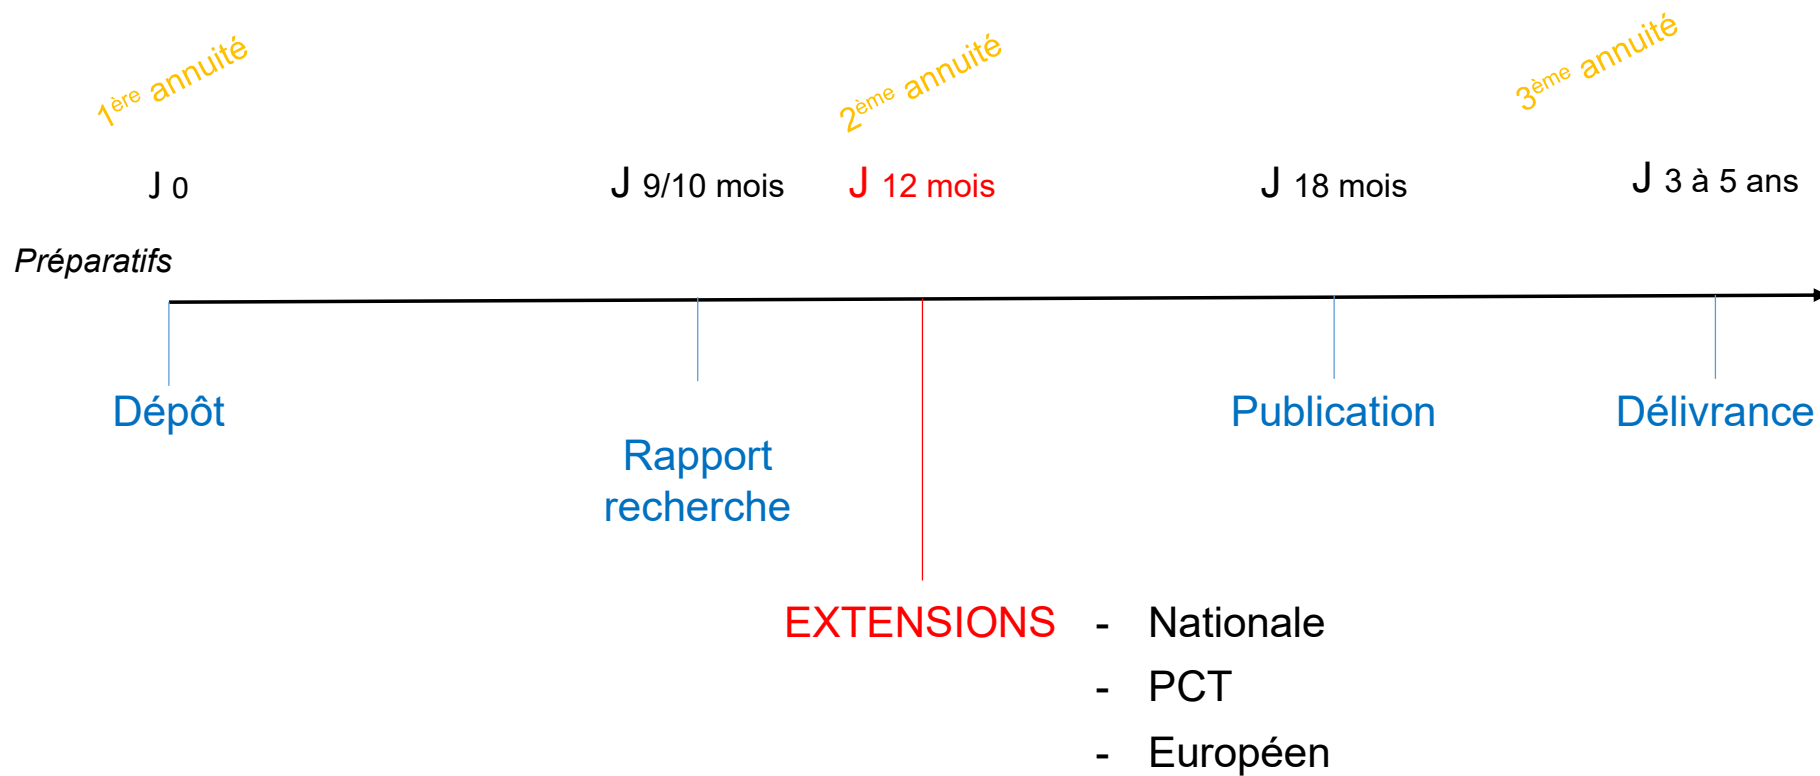 1ère annuité
2ème annuité
3ème annuité
J 0
J 9/10 mois
J 12 mois
J 18 mois
J 3 à 5 ans
Préparatifs
Dépôt
Rapport
recherche
Publication
Délivrance
EXTENSIONS - Nationale
- PCT
- Européen